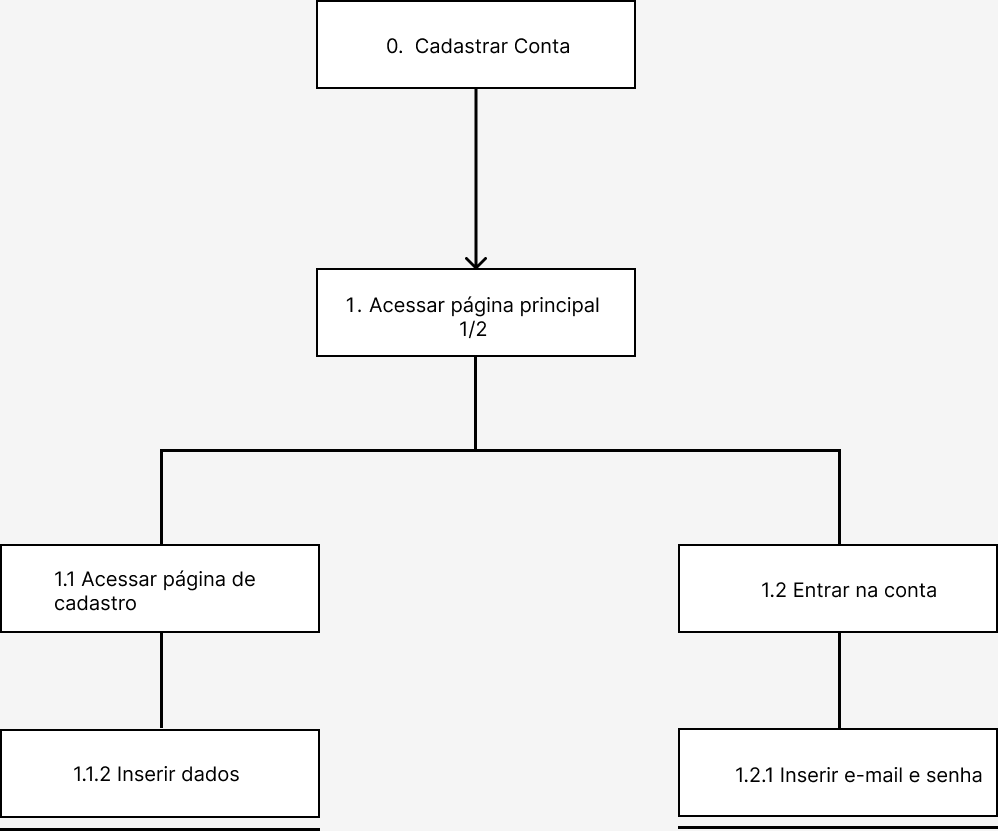 0. Cadastrar Conta
1. Acessar página principal
1/2
1.1 Acessar página de
cadastro
1.2 Entrar na conta
1.1.2 Inserir dados
1.2.1 Inserir e-mail e senha